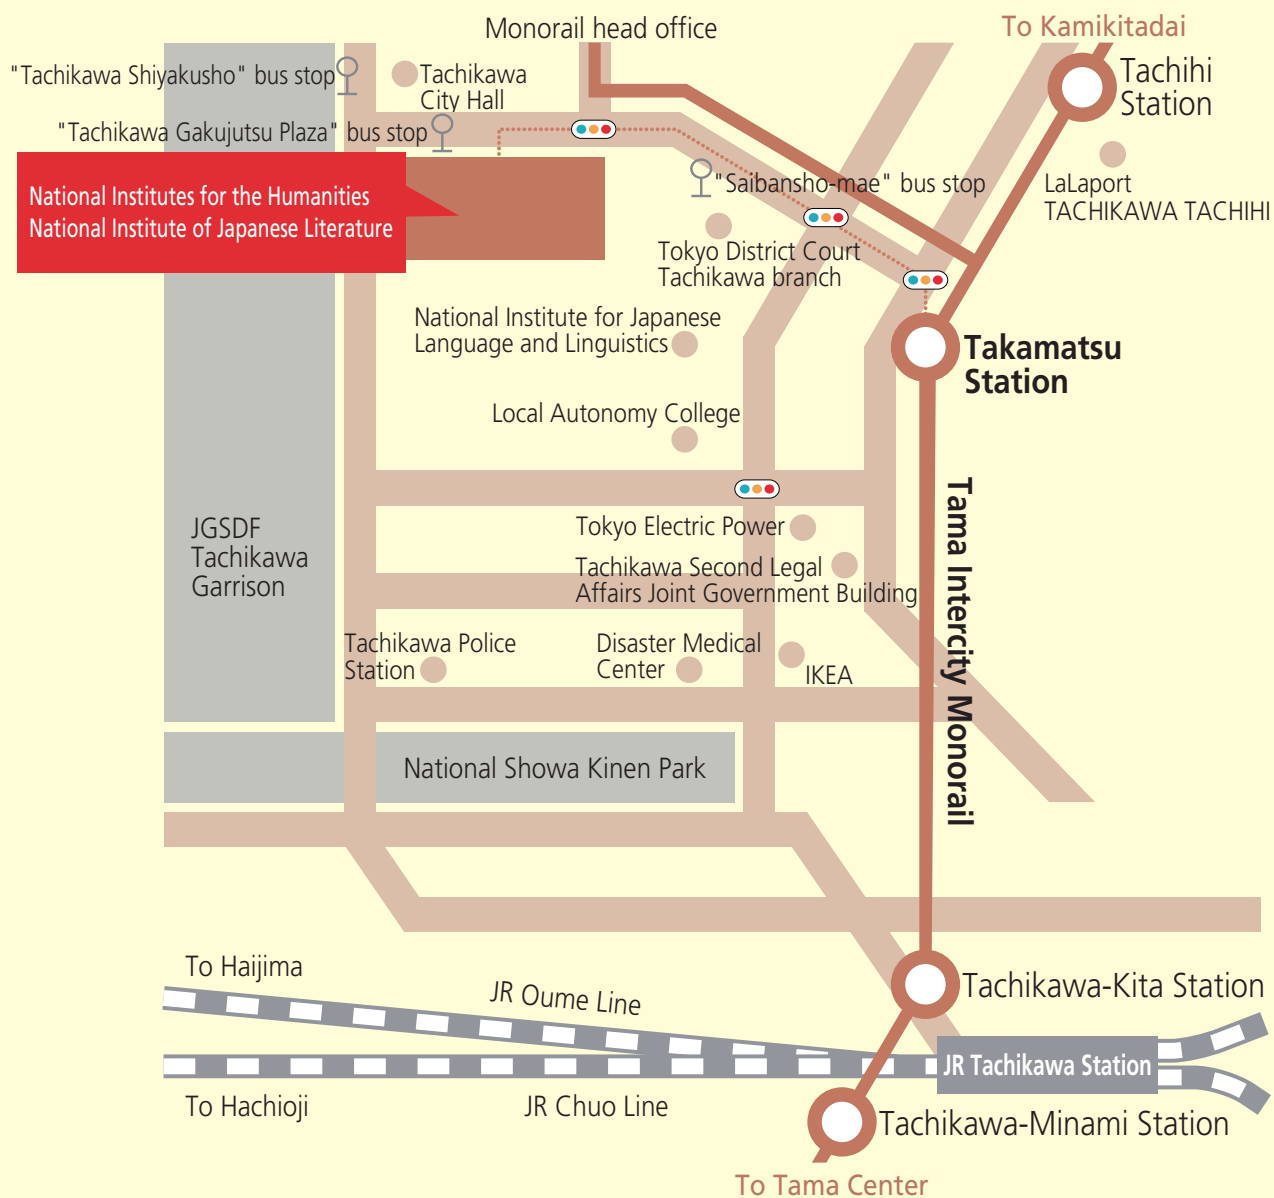 Monorail head office
To Kamikitadai
"Tachikawa Shiyakusho" bus stop
Tachikawa
City Hall
Tachihi
Station
"Tachikawa Gakujutsu Plaza" bus stop
National Institutes for the Humanities
National Institute of Japanese Literature
"Saibansho-mae" bus stop
LaLaport
TACHIKAWA TACHIHI
Tokyo District Court
Tachikawa branch
National Institute for Japanese
Language and Linguistics
Takamatsu
Station
Local Autonomy College
Tama Intercity Monorail
JGSDF
Tachikawa
Garrison
Tokyo Electric Power
Tachikawa Second Legal
Affairs Joint Government Building
Tachikawa Police
Station
Disaster Medical
Center
IKEA
National Showa Kinen Park
To Haijima
JR Oume Line
Tachikawa-Kita Station
JR Tachikawa Station
To Hachioji
JR Chuo Line
Tachikawa-Minami Station
To Tama Center